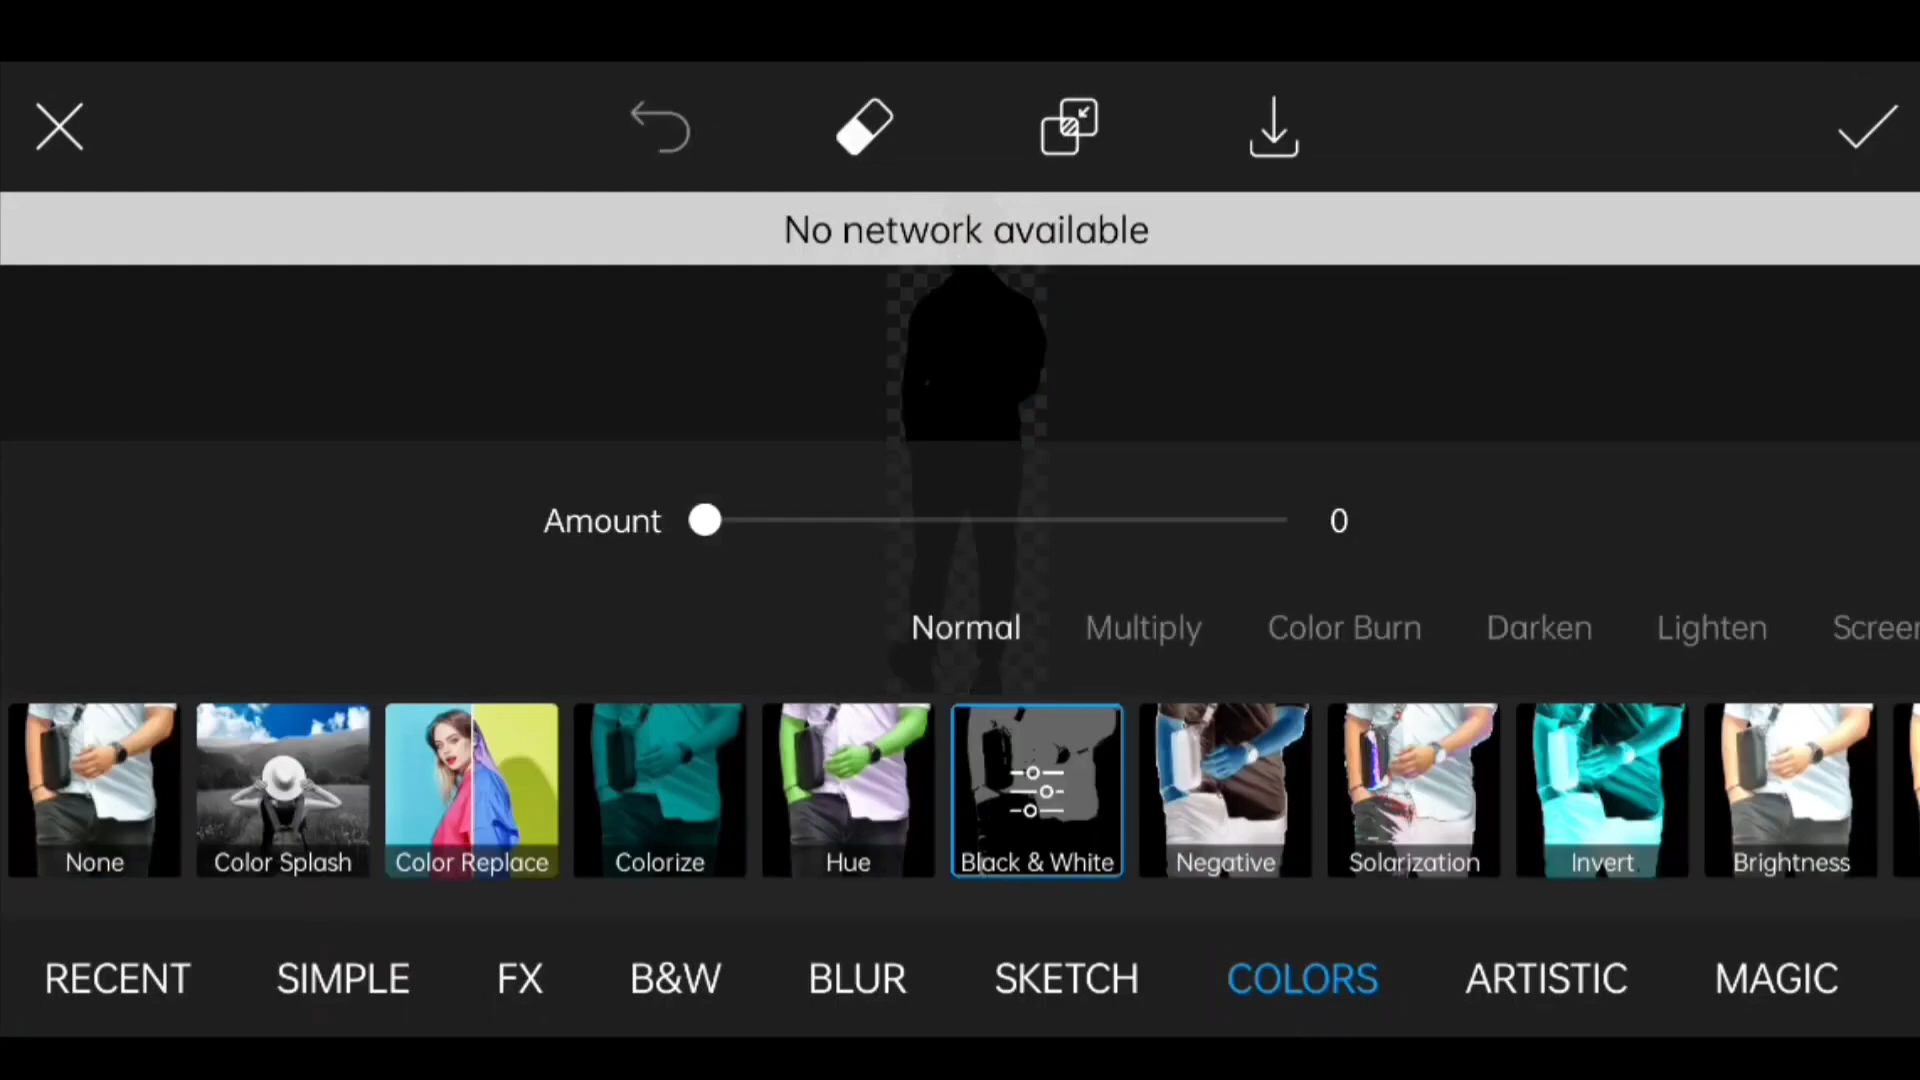 No network available
Amount 0
Normal Multiply Color Burn Darken Lighten Screen
None Color Splash Color Replace Colorize Hue Black & White Negative Solarization Invert Brightness
RECENT SIMPLE FX B&W BLUR SKETCH COLORS ARTISTIC MAGIC